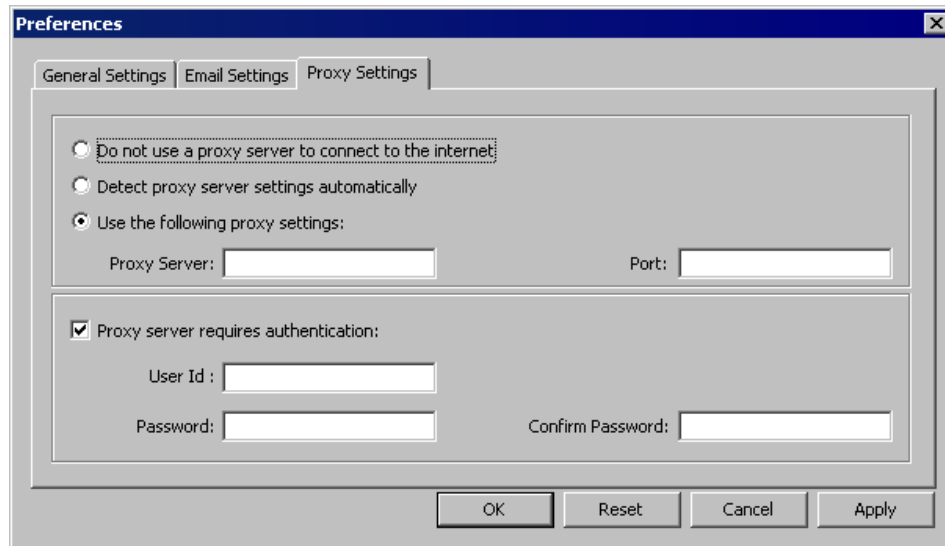 Preferences
General Settings Email Settings Proxy Settings
Do not use a proxy server to connect to the internet
Detect proxy server settings automatically
Use the following proxy settings:
Proxy Server: Port:
Proxy server requires authentication:
User Id :
Password: Confirm Password:
OK Reset Cancel Apply